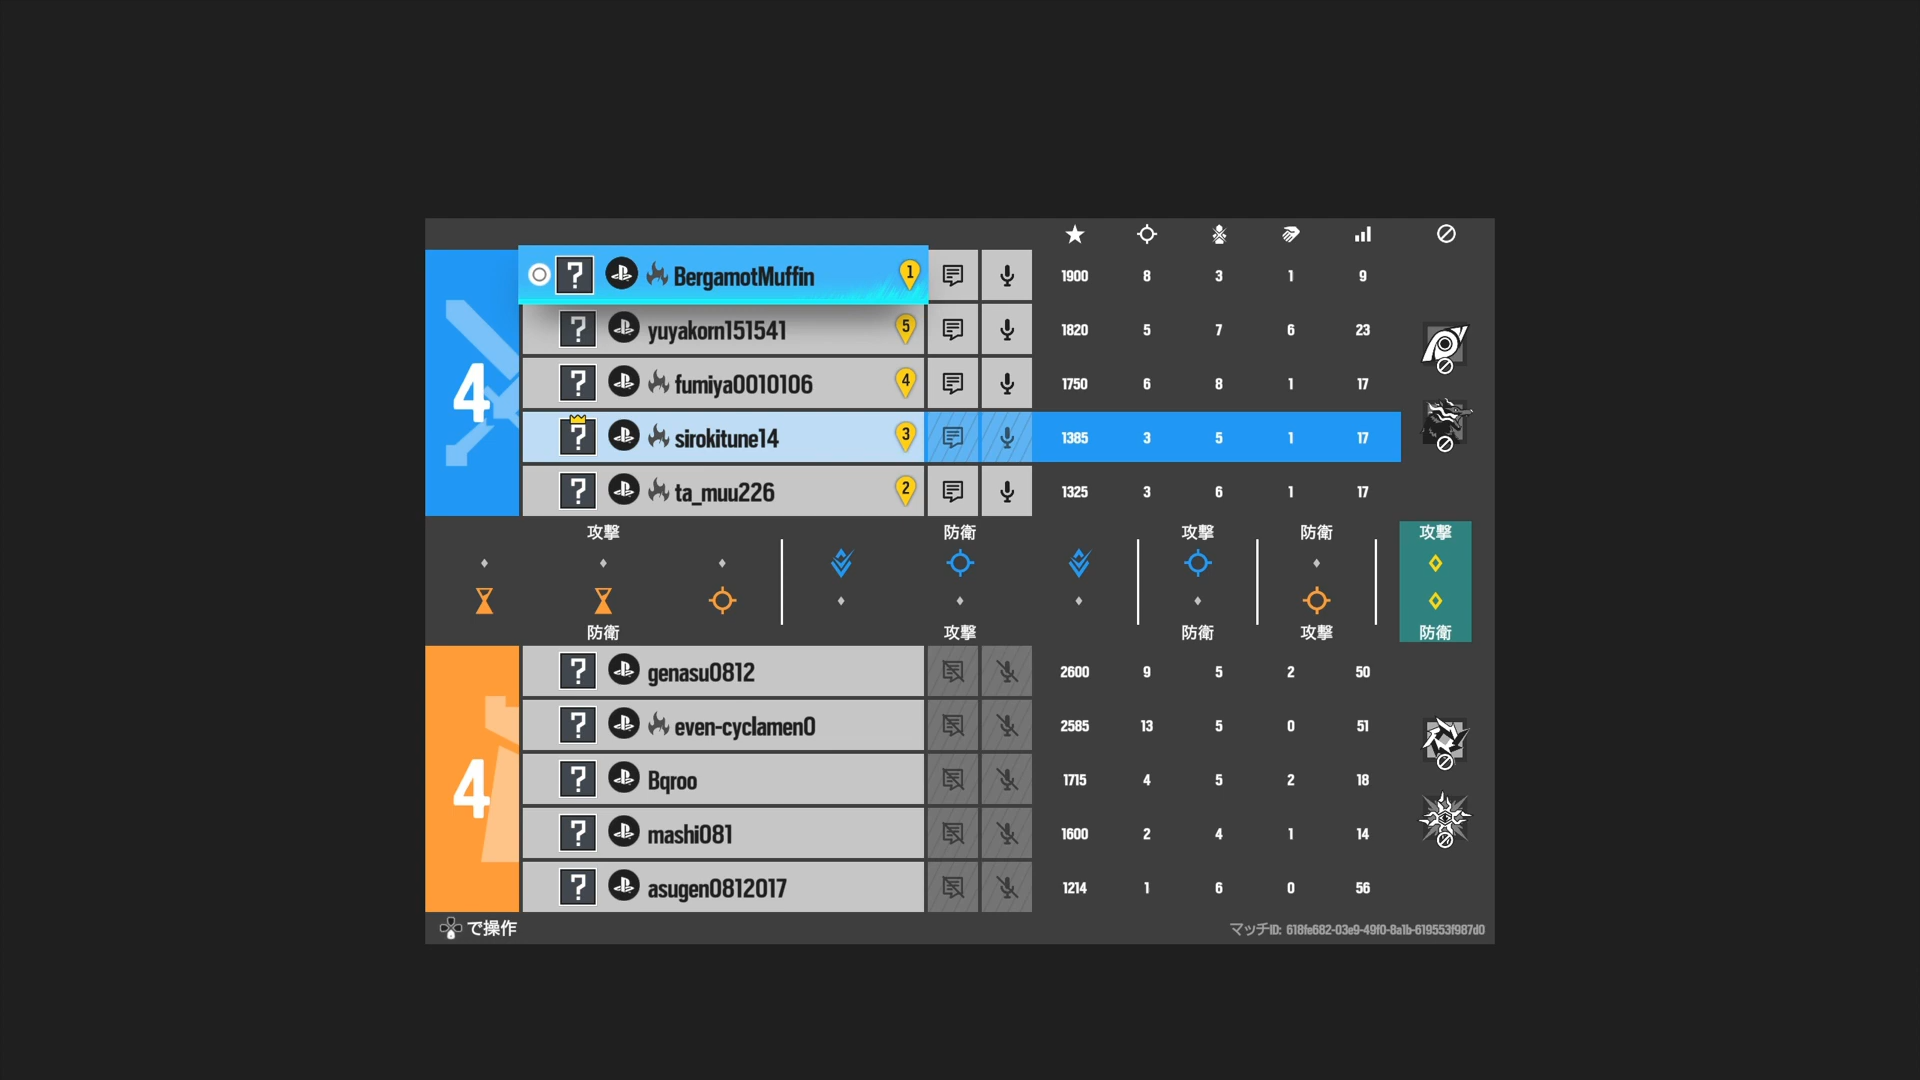 4
? BergamotMuffin 1 1900 8 3 1 9
? yuyakorn151541 5 1820 5 7 6 23
? fumiya0010106 4 1750 6 8 1 17
? sirokitune14 3 1385 3 5 1 17
? ta_muu226 2 1325 3 6 1 17
攻撃 防衛 攻撃 防衛 攻撃
防衛 攻撃 防衛 攻撃 防衛
4
? genasu0812 2600 9 5 2 50
? even-cyclamen0 2585 13 5 0 51
? Bqroo 1715 4 5 2 18
? mashi081 1600 2 4 1 14
? asugen0812017 1214 1 6 0 56
で操作
マッチID: 618fe682-03e9-49f0-8a1b-619553f987d0